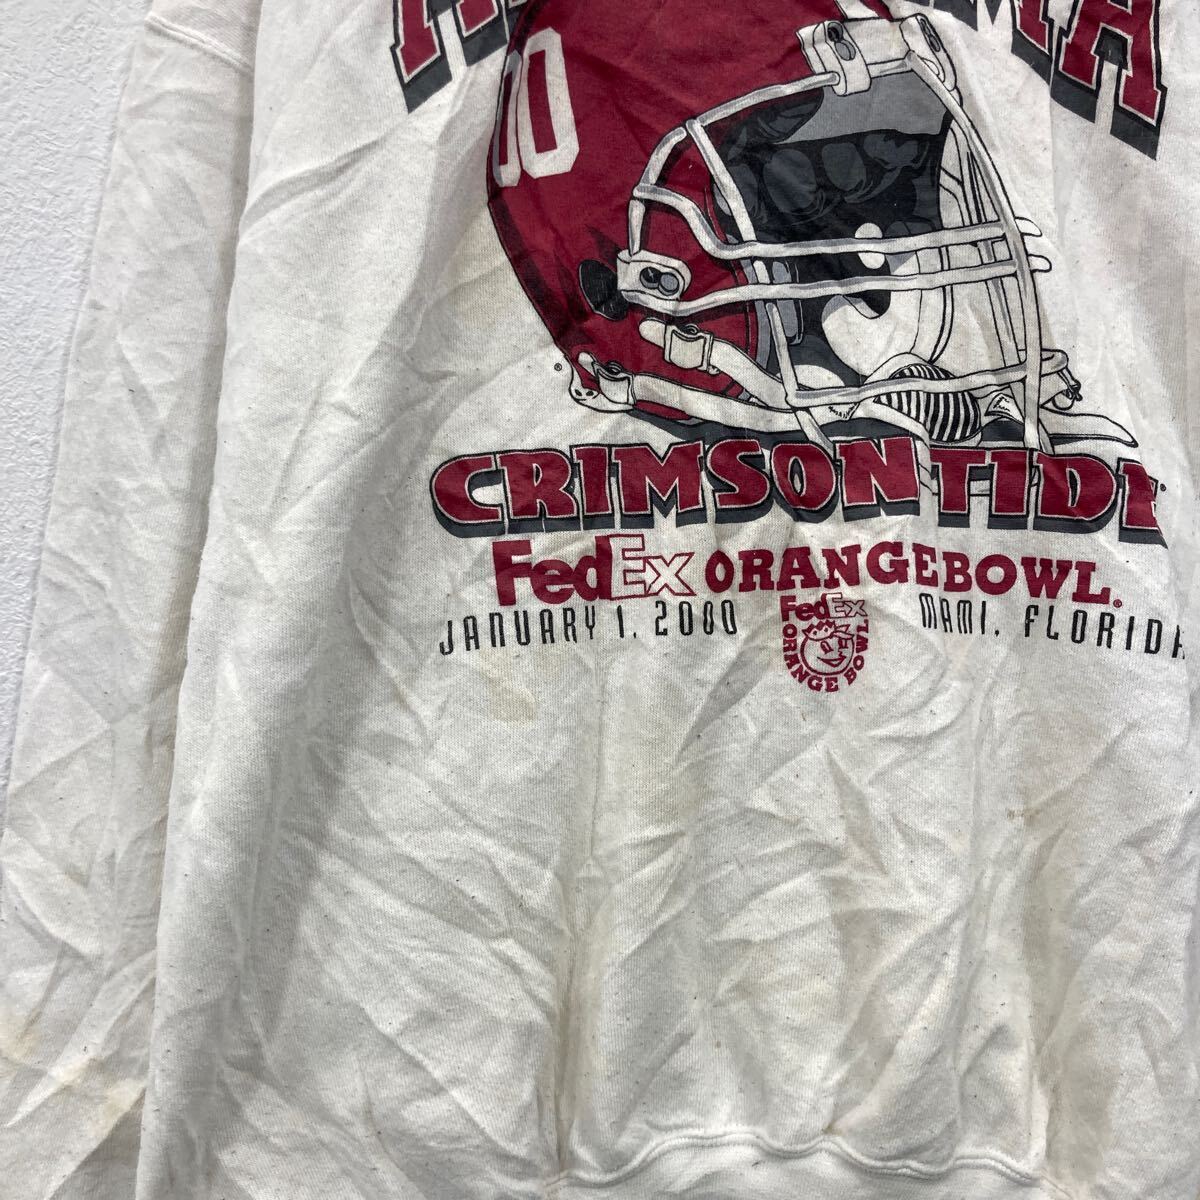 00
CRIMSON TIDE
FedEx ORANGE BOWL®
JANUARY 1, 2000 MIAMI, FLORIDA
FedEx
ORANGE BOWL